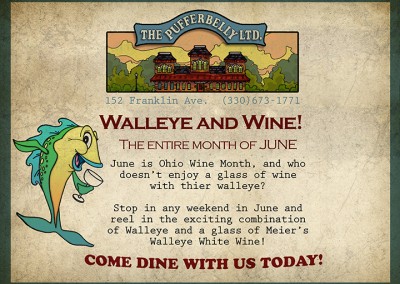 THE PUFFERBELLY LTD.
152 Franklin Ave.  (330)673-1771
WALLEYE AND WINE!
THE ENTIRE MONTH OF JUNE
June is Ohio Wine Month, and who
doesn't enjoy a glass of wine
with thier walleye?
Stop in any weekend in June and
reel in the exciting combination
of Walleye and a glass of Meier's
Walleye White Wine!
COME DINE WITH US TODAY!